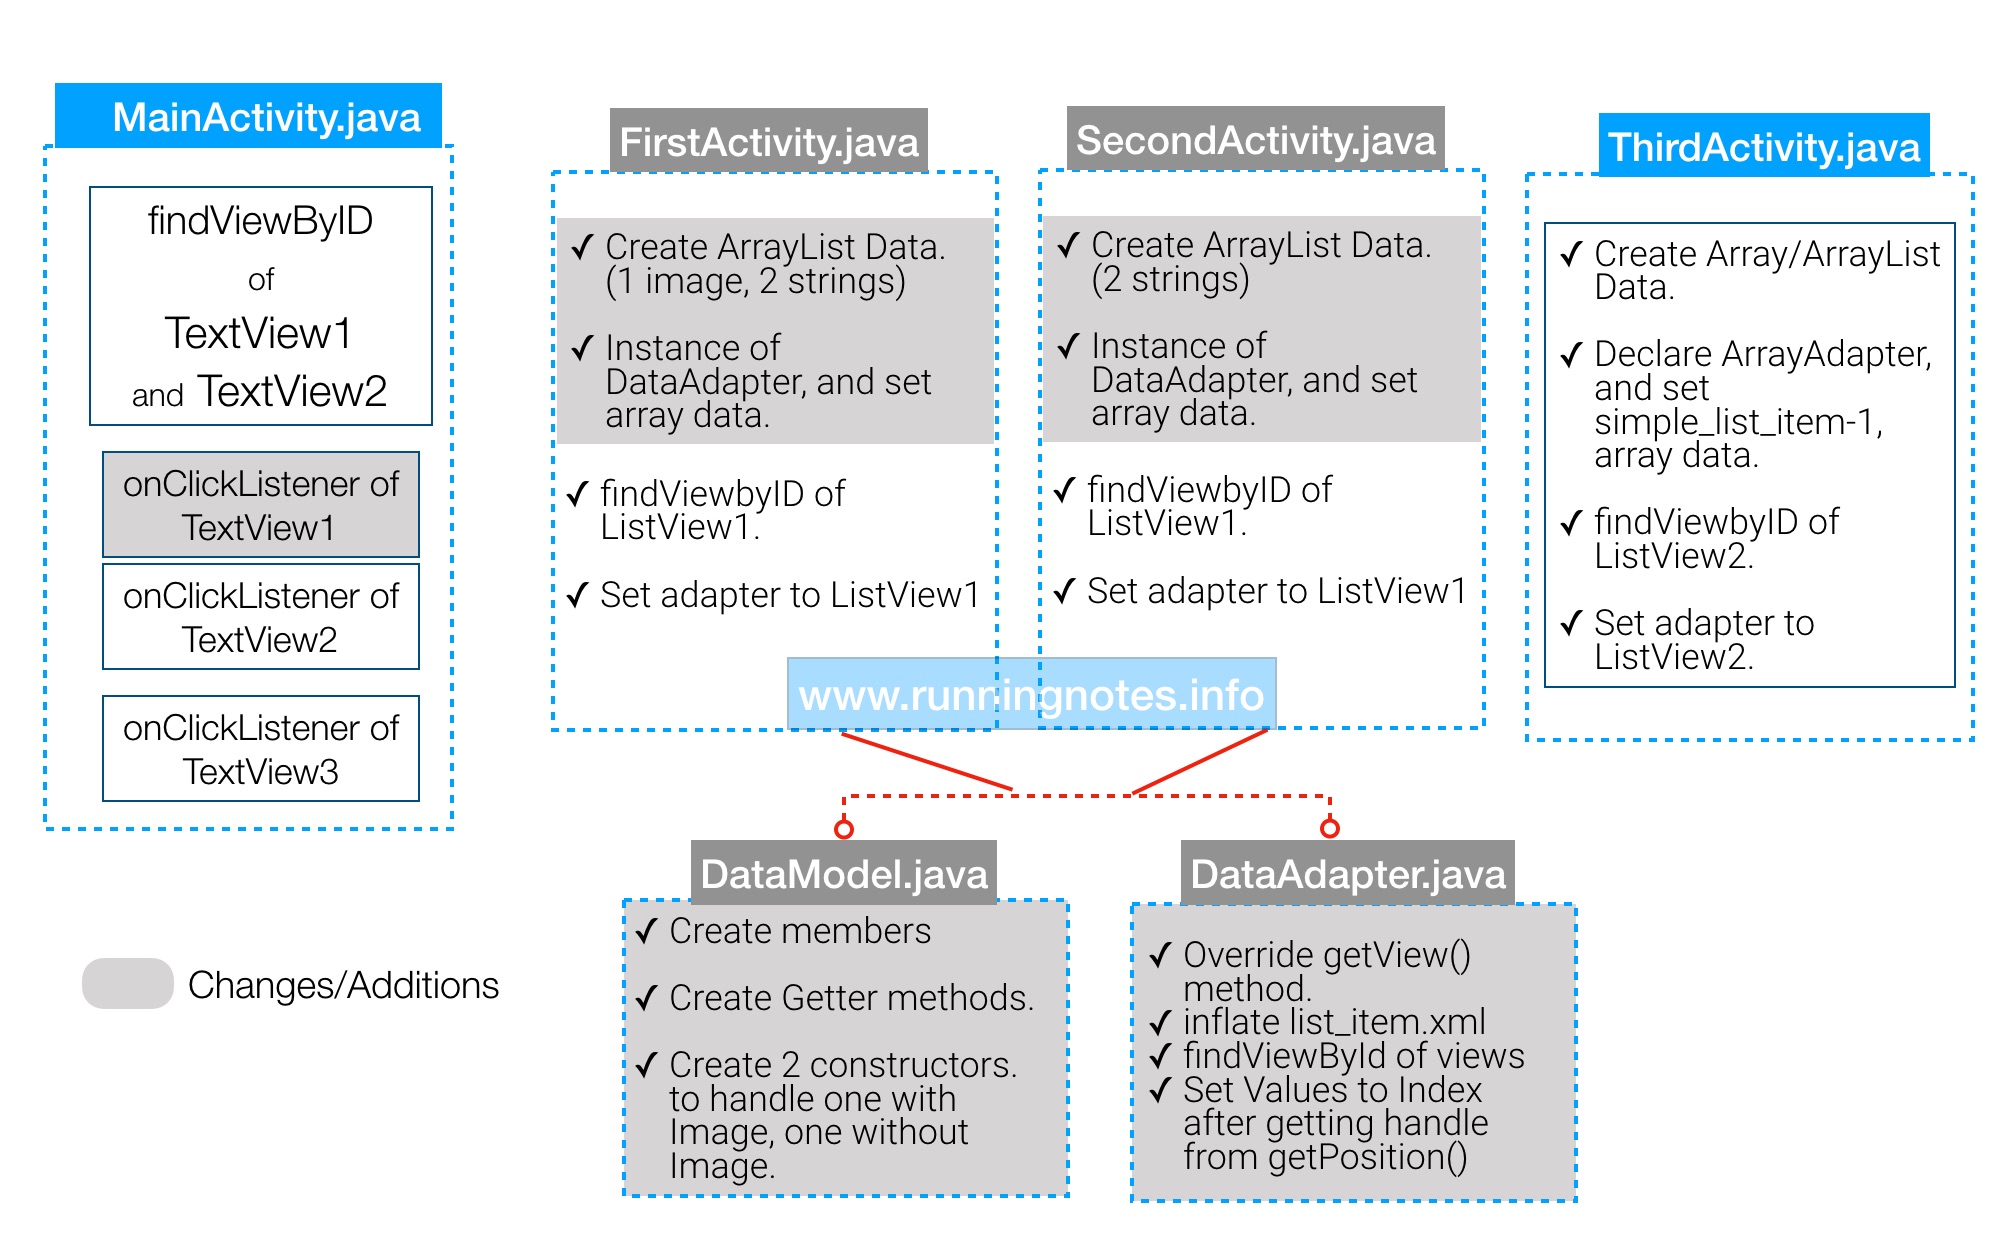 MainActivity.java
findViewByID
of
TextView1
and TextView2
onClickListener of
TextView1
onClickListener of
TextView2
onClickListener of
TextView3
FirstActivity.java
✓ Create ArrayList Data.
(1 image, 2 strings)
✓ Instance of
DataAdapter, and set
array data.
✓ findViewbyID of
ListView1.
✓ Set adapter to ListView1
SecondActivity.java
✓ Create ArrayList Data.
(2 strings)
✓ Instance of
DataAdapter, and set
array data.
✓ findViewbyID of
ListView1.
✓ Set adapter to ListView1
ThirdActivity.java
✓ Create Array/ArrayList
Data.
✓ Declare ArrayAdapter,
and set
simple_list_item-1,
array data.
✓ findViewbyID of
ListView2.
✓ Set adapter to
ListView2.
www.runningnotes.info
DataModel.java
✓ Create members
✓ Create Getter methods.
✓ Create 2 constructors.
to handle one with
Image, one without
Image.
DataAdapter.java
✓ Override getView()
method.
✓ inflate list_item.xml
✓ findViewById of views
✓ Set Values to Index
after getting handle
from getPosition()
Changes/Additions